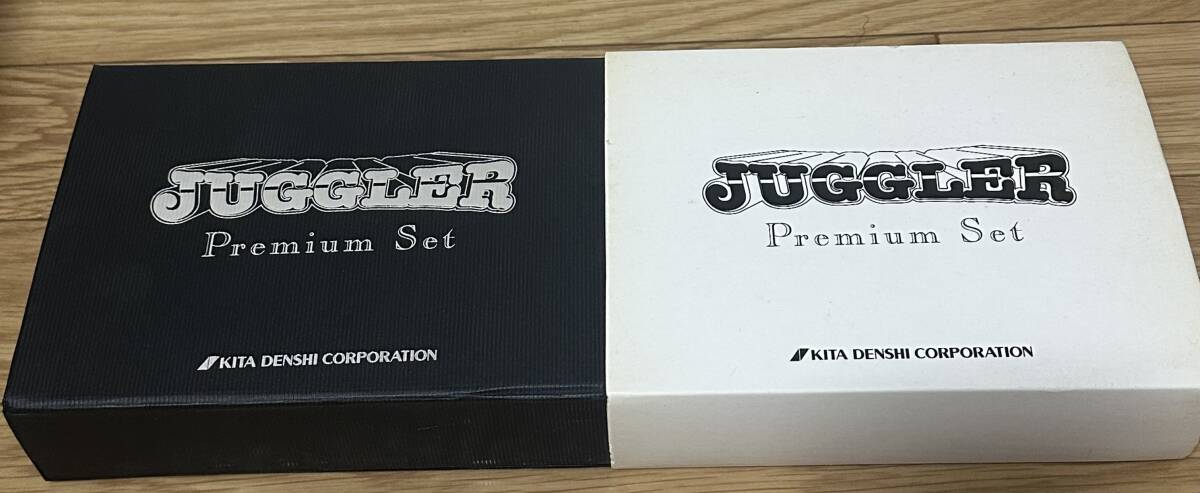 JUGGLER
Premium Set
KITA DENSHI CORPORATION
JUGGLER
Premium Set
KITA DENSHI CORPORATION